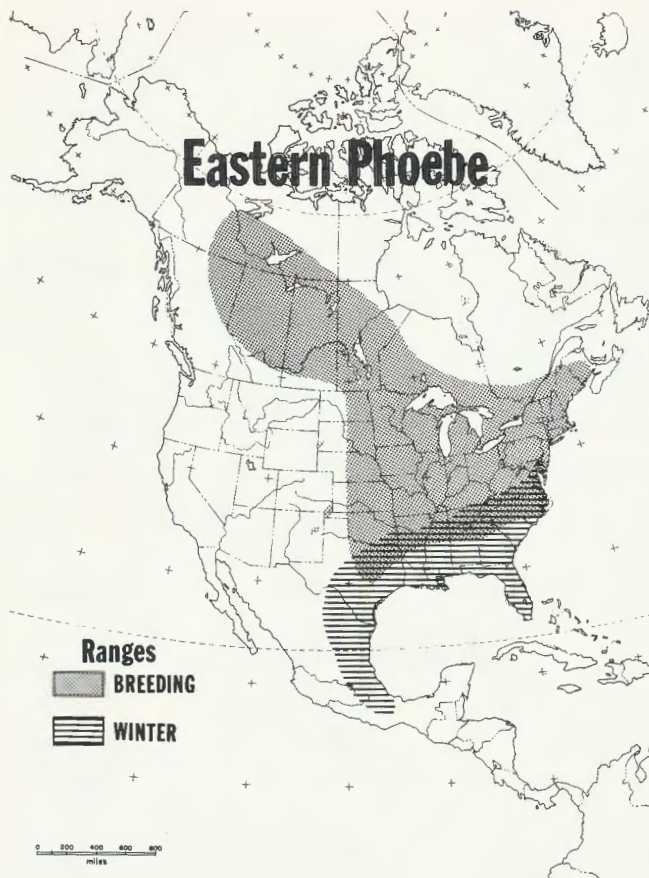 Eastern Phoebe
Ranges
BREEDING
WINTER
0 200 400 600 800
miles